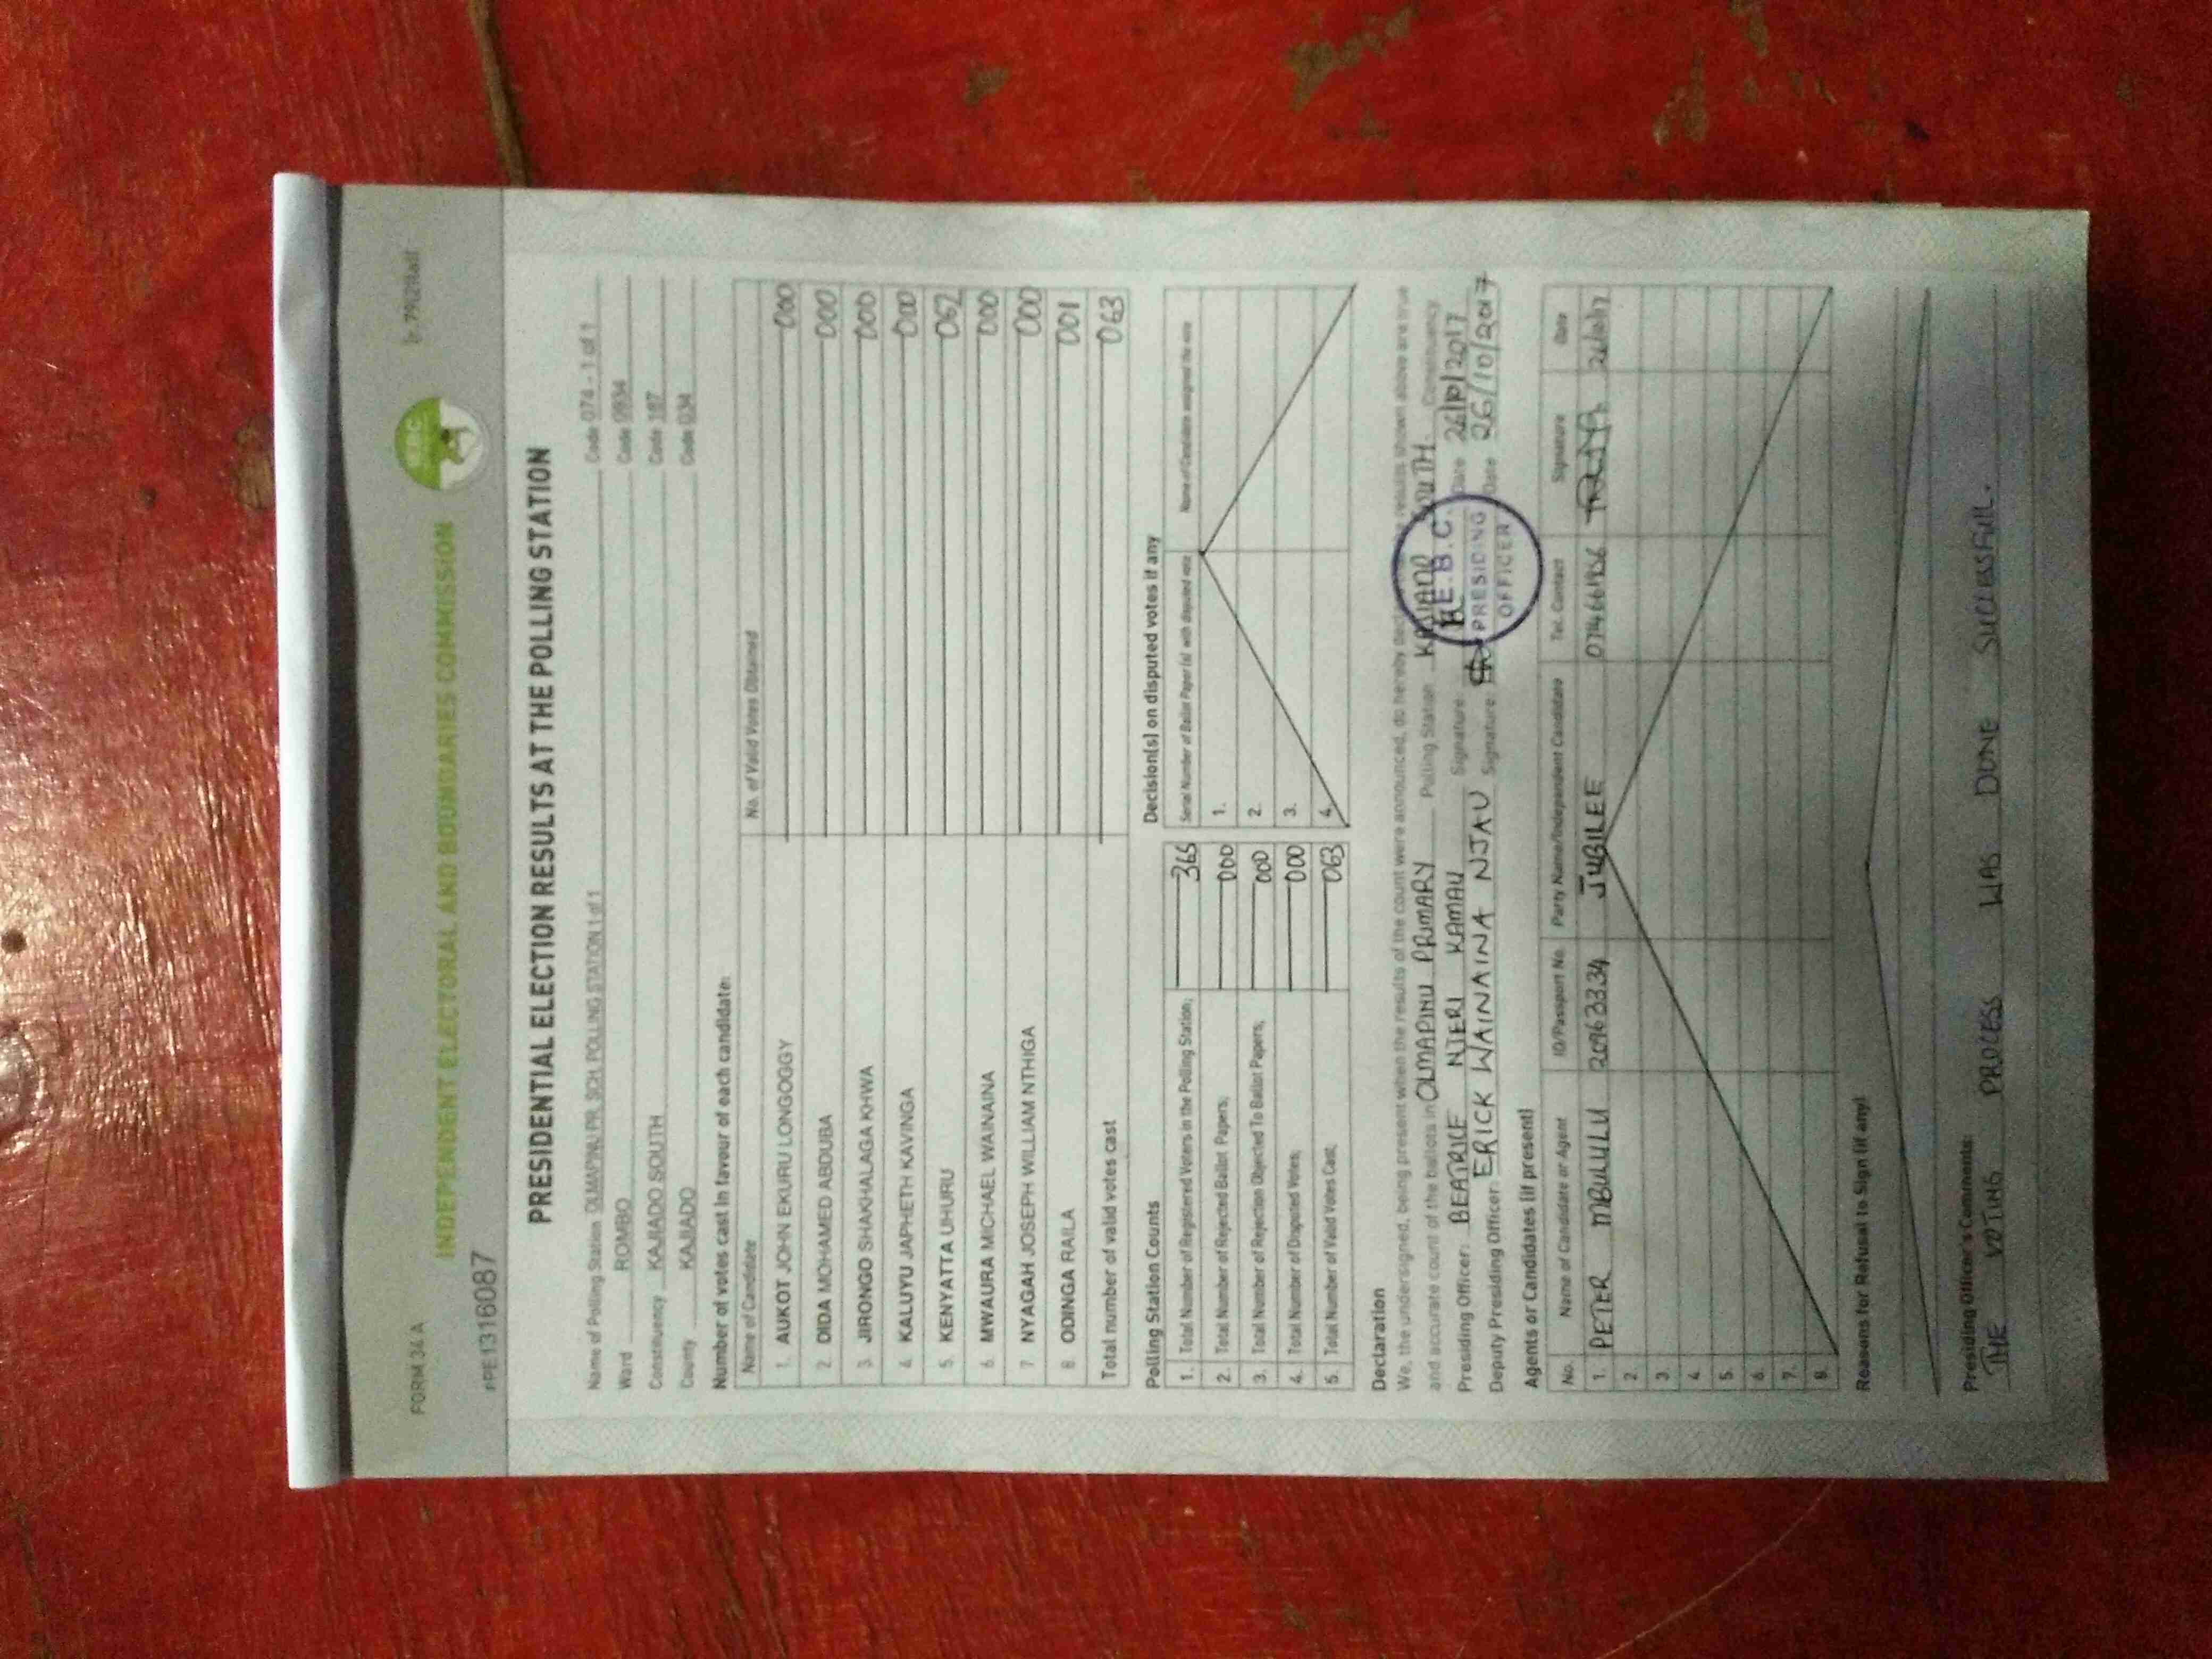 FORM 34 A
INDEPENDENT ELECTORAL AND BOUNDARIES COMMISSION
I.E.B.C
PRESIDENTIAL ELECTION RESULTS AT THE POLLING STATION
Name of Polling Station OLMAPINU PR. SCH. POLLING STATION 1 of 1 Code 074 - 1 of 1
Ward ROMBO Code 0934
Constituency KAJIADO SOUTH Code 187
County KAJIADO Code 034
Number of votes cast in favour of each candidate:
Name of Candidate No. of Valid Votes Obtained
1. AUKOT JOHN EKURU LONGOGGY 000
2. DIDA MOHAMED ABDUBA 000
3. JIRONGO SHAKHALAGA KHWA 000
4. KALUYU JAPHETH KAVINGA 000
5. KENYATTA UHURU 062
6. MWAURA MICHAEL WAINAINA 000
7. NYAGAH JOSEPH WILLIAM NTHIGA 000
8. ODINGA RAILA 001
Total number of valid votes cast 063
Polling Station Counts
1. Total Number of Registered Voters in the Polling Station; 365
2. Total Number of Rejected Ballot Papers; 000
3. Total Number of Rejection Objected To Ballot Papers; 000
4. Total Number of Disputed Votes; 000
5. Total Number of Valid Votes Cast; 063
Decision(s) on disputed votes if any
Serial Number of Ballot Paper (s) with disputed vote Name of Candidate assigned the vote
1.
2.
3.
4.
Declaration
We, the undersigned, being present when the results of the count were announced, do hereby results shown above are true
and accurate count of the ballots in OLMAPINU PRIMARY Polling Station KAJIADO SOUTH. Constituency
Presiding Officer: BEATRICE NJERI KAMAU Signature Date 26/10/2017
Deputy Presiding Officer: ERICK WAINAINA NJAU Signature Date 26/10/2017
I.E.B.C.
PRESIDING
OFFICER
Agents or Candidates (if present)
No. Name of Candidate or Agent ID/Passport No. Party Name/Independent Candidate Tel. Contact Signature Date
1. PETER MBULULU 20963334 JUBILEE
2.
3.
4.
5.
6.
7.
8.
Reasons for Refusal to Sign (if any)
Presiding Officer's Comments:
THE VOTING PROCESS WAS DONE SUCCESSFUL.